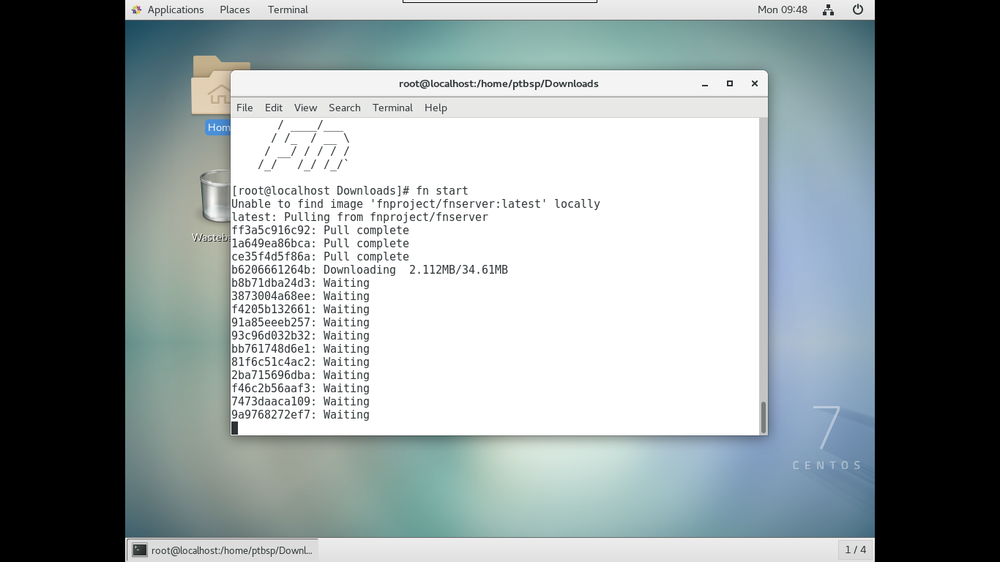 Applications Places Terminal Mon 09:48
root@localhost:/home/ptbsp/Downloads
File Edit View Search Terminal Help
Hom
/ ____/___
/ /_  / __ \
/ __/ / / / /
/_/   /_/ /_/`
[root@localhost Downloads]# fn start
Unable to find image 'fnproject/fnserver:latest' locally
latest: Pulling from fnproject/fnserver
ff3a5c916c92: Pull complete
1a649ea86bca: Pull complete
ce35f4d5f86a: Pull complete
Wasteba
b6206661264b: Downloading  2.112MB/34.61MB
b8b71dba24d3: Waiting
3873004a68ee: Waiting
f4205b132661: Waiting
91a85eeeb257: Waiting
93c96d032b32: Waiting
bb761748d6e1: Waiting
81f6c51c4ac2: Waiting
2ba715696dba: Waiting
f46c2b56aaf3: Waiting
7473daaca109: Waiting
9a9768272ef7: Waiting
7
CENTOS
root@localhost:/home/ptbsp/Downl... 1 / 4